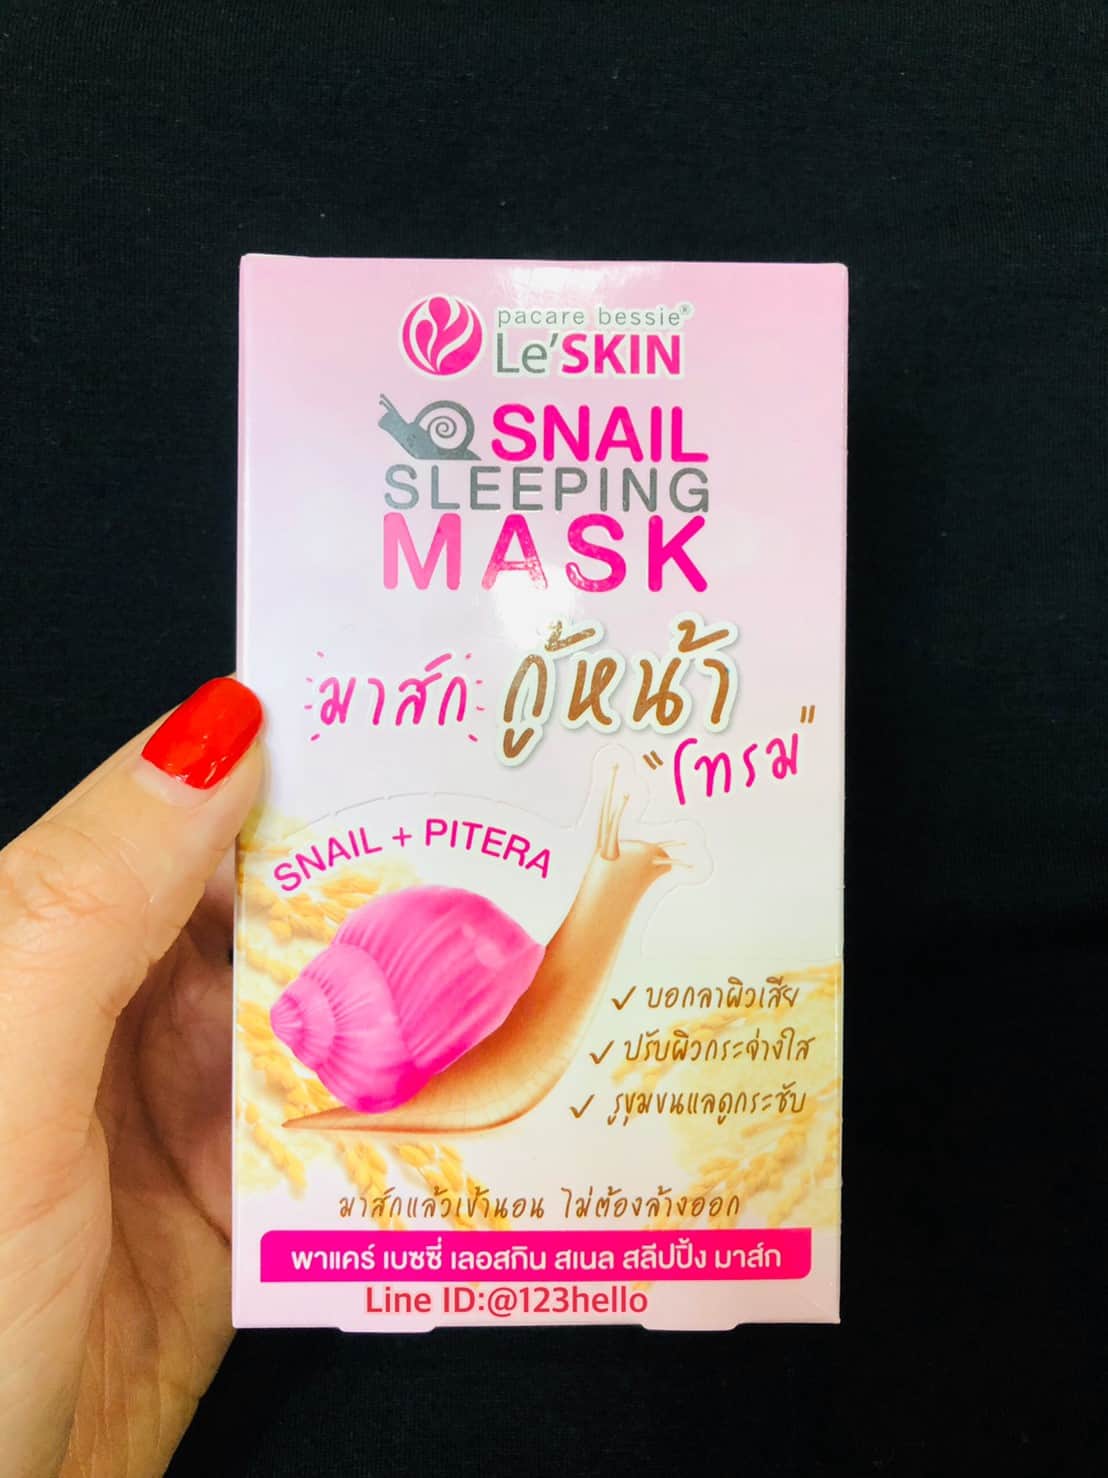 pacare bessie®
Le'SKIN
SNAIL
SLEEPING
MASK
มาส์ก กู้หน้า
"โทรม"
SNAIL + PITERA
✓ บอกลาผิวเสีย
✓ ปรับผิวกระจ่างใส
✓ รูขุมขนแลดูกระชับ
มาส์กแล้วเข้านอน ไม่ต้องล้างออก
พาแคร์ เบซซี่ เลอสกิน สเนล สลีปปิ้ง มาส์ก
Line ID:@123hello